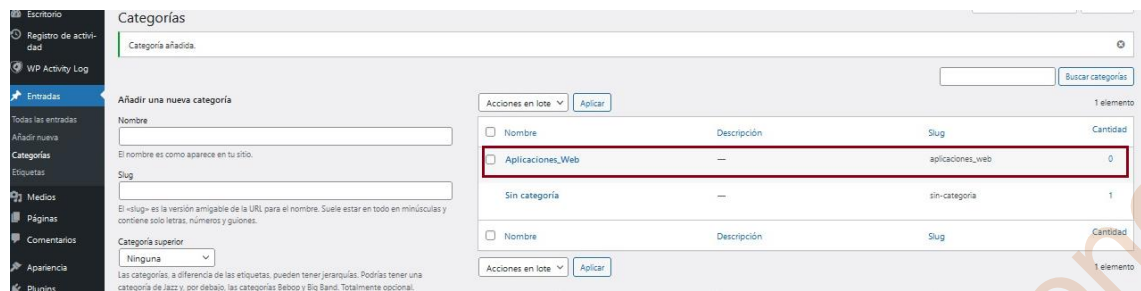 Escritorio
Registro de activi-
dad
WP Activity Log
Entradas
Todas las entradas
Añadir nueva
Categorías
Etiquetas
Medios
Páginas
Comentarios
Apariencia
Plugins
Categorías
Categoría añadida.
Buscar categorías
Añadir una nueva categoría
Nombre
El nombre es como aparece en tu sitio.
Slug
El «slug» es la versión amigable de la URL para el nombre. Suele estar en todo en minúsculas y
contiene solo letras, números y guiones.
Categoría superior
Ninguna
Las categorías, a diferencia de las etiquetas, pueden tener jerarquías. Podrías tener una
categoría de Jazz y, por debajo, las categorías Bebop y Big Band. Totalmente opcional.
Acciones en lote Aplicar 1 elemento
Nombre Descripción Slug Cantidad
Aplicaciones_Web — aplicaciones_web 0
Sin categoría — sin-categoria 1
Nombre Descripción Slug Cantidad
Acciones en lote Aplicar 1 elemento